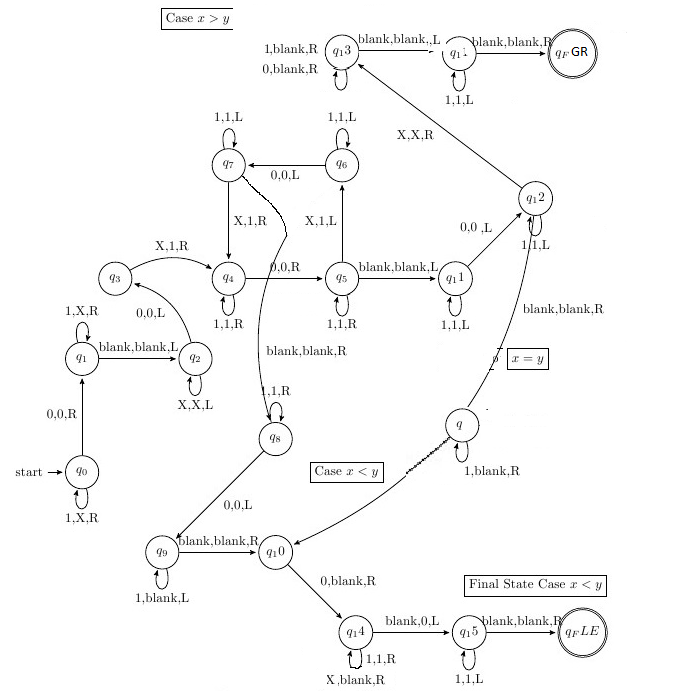 Case x > y
blank,blank,L
blank,blank,R
1,blank,R
q13
q1
qF GR
0,blank,R
1,1,L
1,1,L
1,1,L
X,X,R
q7
q6
0,0,L
q12
X,1,R
X,1,L
0,0,L
X,1,R
1,1,L
q3
q4
0,0,R
q5
blank,blank,L
q11
1,X,R
0,0,L
1,1,R
1,1,R
1,1,L
blank,blank,R
q1
blank,blank,L
q2
blank,blank,R
x = y
X,X,L
1,1,R
0,0,R
q8
q
start
q0
Case x < y
1,blank,R
1,X,R
0,0,L
q9
blank,blank,R
q10
1,blank,L
0,blank,R
Final State Case x < y
q14
blank,0,L
q15
blank,blank,R
qF LE
1,1,R
X,blank,R
1,1,L